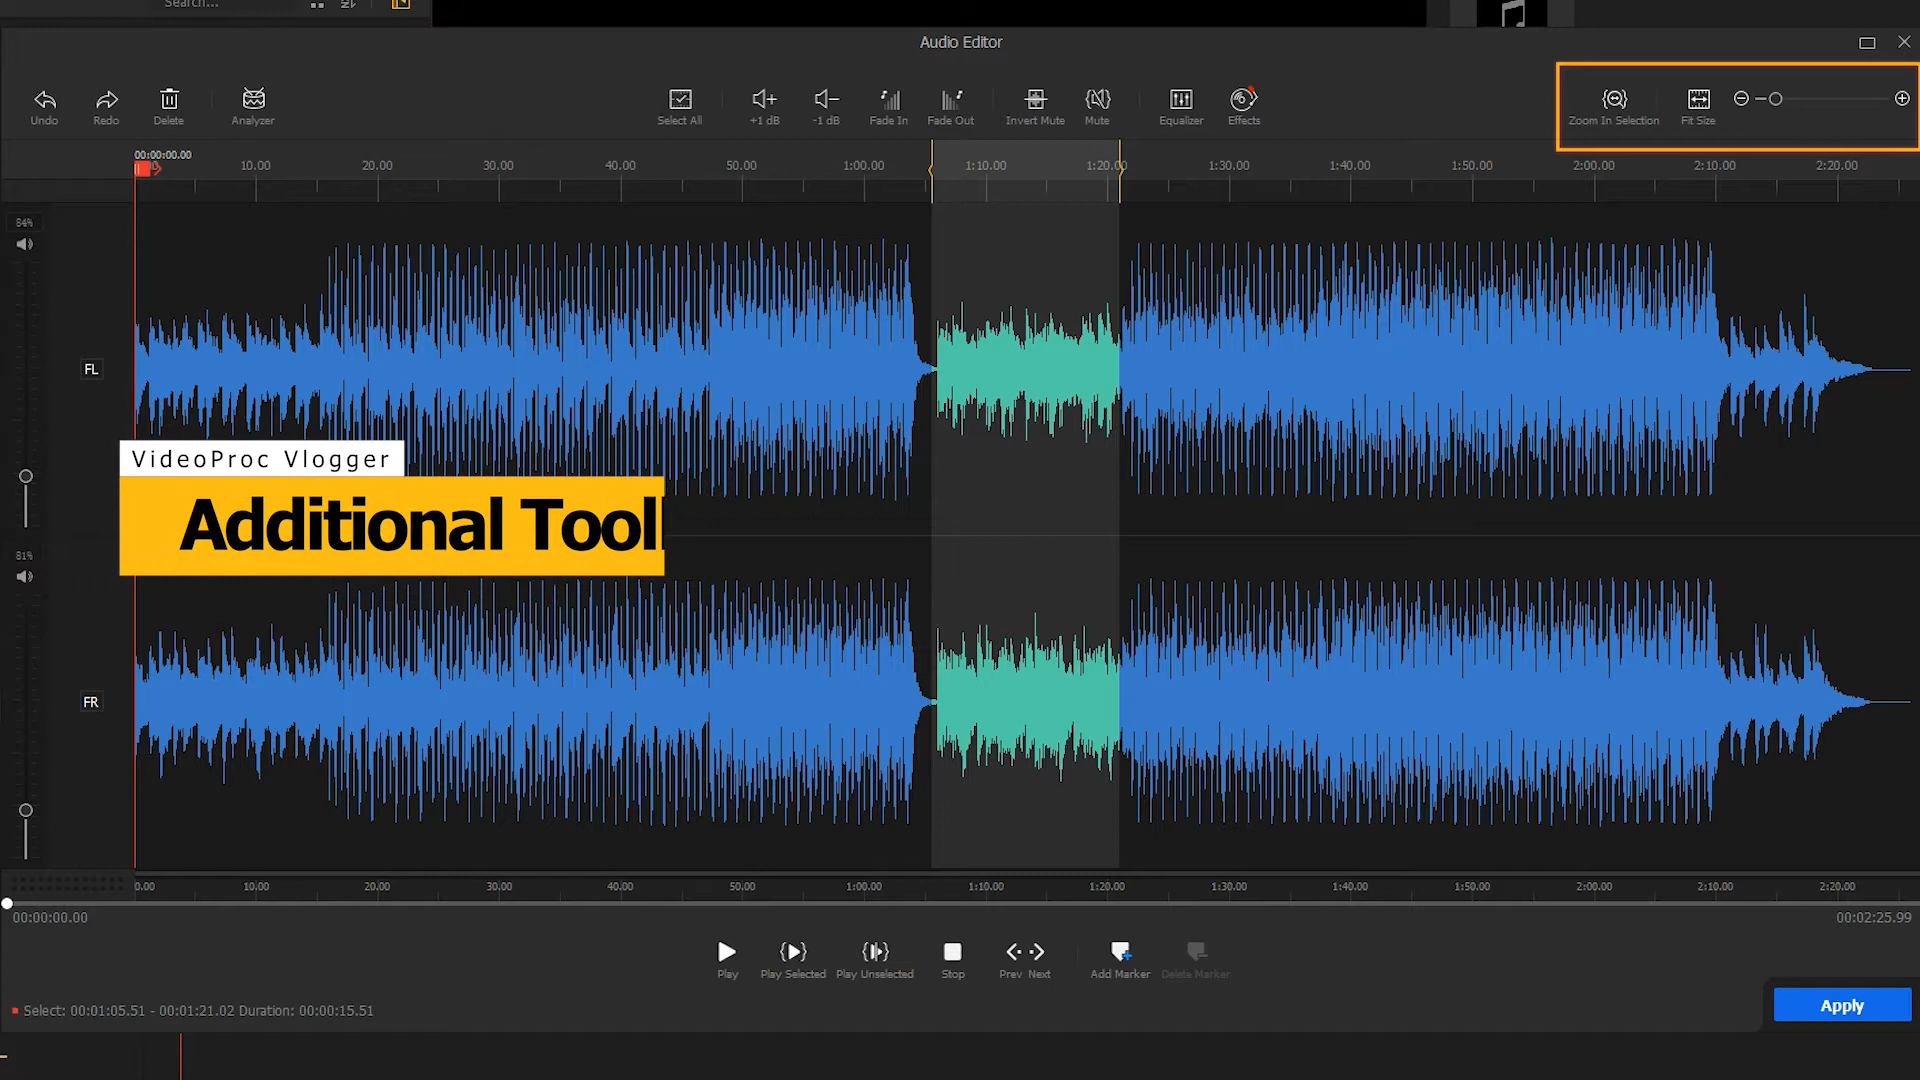 Search...
Audio Editor
Undo Redo Delete Analyzer Select All +1 dB -1 dB Fade In Fade Out Invert Mute Mute Equalizer Effects Zoom In Selection Fit Size
00:00:00.00
10.00 20.00 30.00 40.00 50.00 1:00.00 1:10.00 1:20.00 1:30.00 1:40.00 1:50.00 2:00.00 2:10.00 2:20.00
84%
FL
VideoProc Vlogger
Additional Tool
81%
FR
0.00 10.00 20.00 30.00 40.00 50.00 1:00.00 1:10.00 1:20.00 1:30.00 1:40.00 1:50.00 2:00.00 2:10.00 2:20.00
00:00:00.00 00:02:25.99
Play Play Selected Play Unselected Stop Prev Next Add Marker Delete Marker
Select: 00:01:05.51 - 00:01:21.02 Duration: 00:00:15.51
Apply